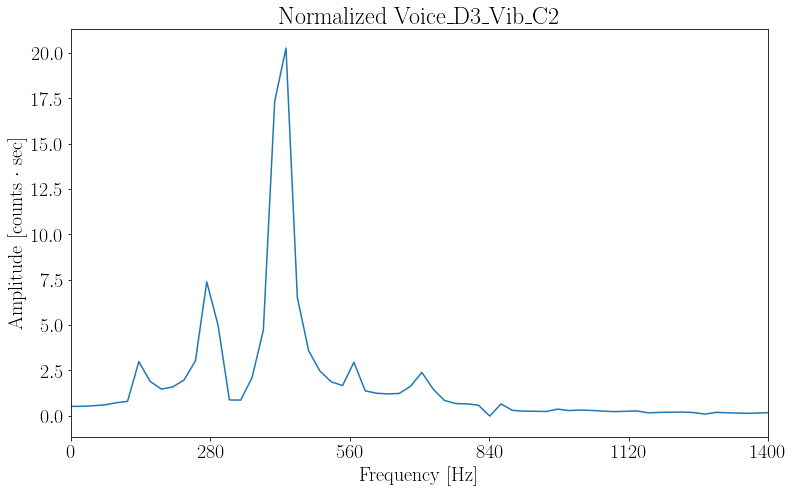 Normalized Voice_D3_Vib_C2
Amplitude [counts · sec]
20.0
17.5
15.0
12.5
10.0
7.5
5.0
2.5
0.0
0 280 560 840 1120 1400
Frequency [Hz]